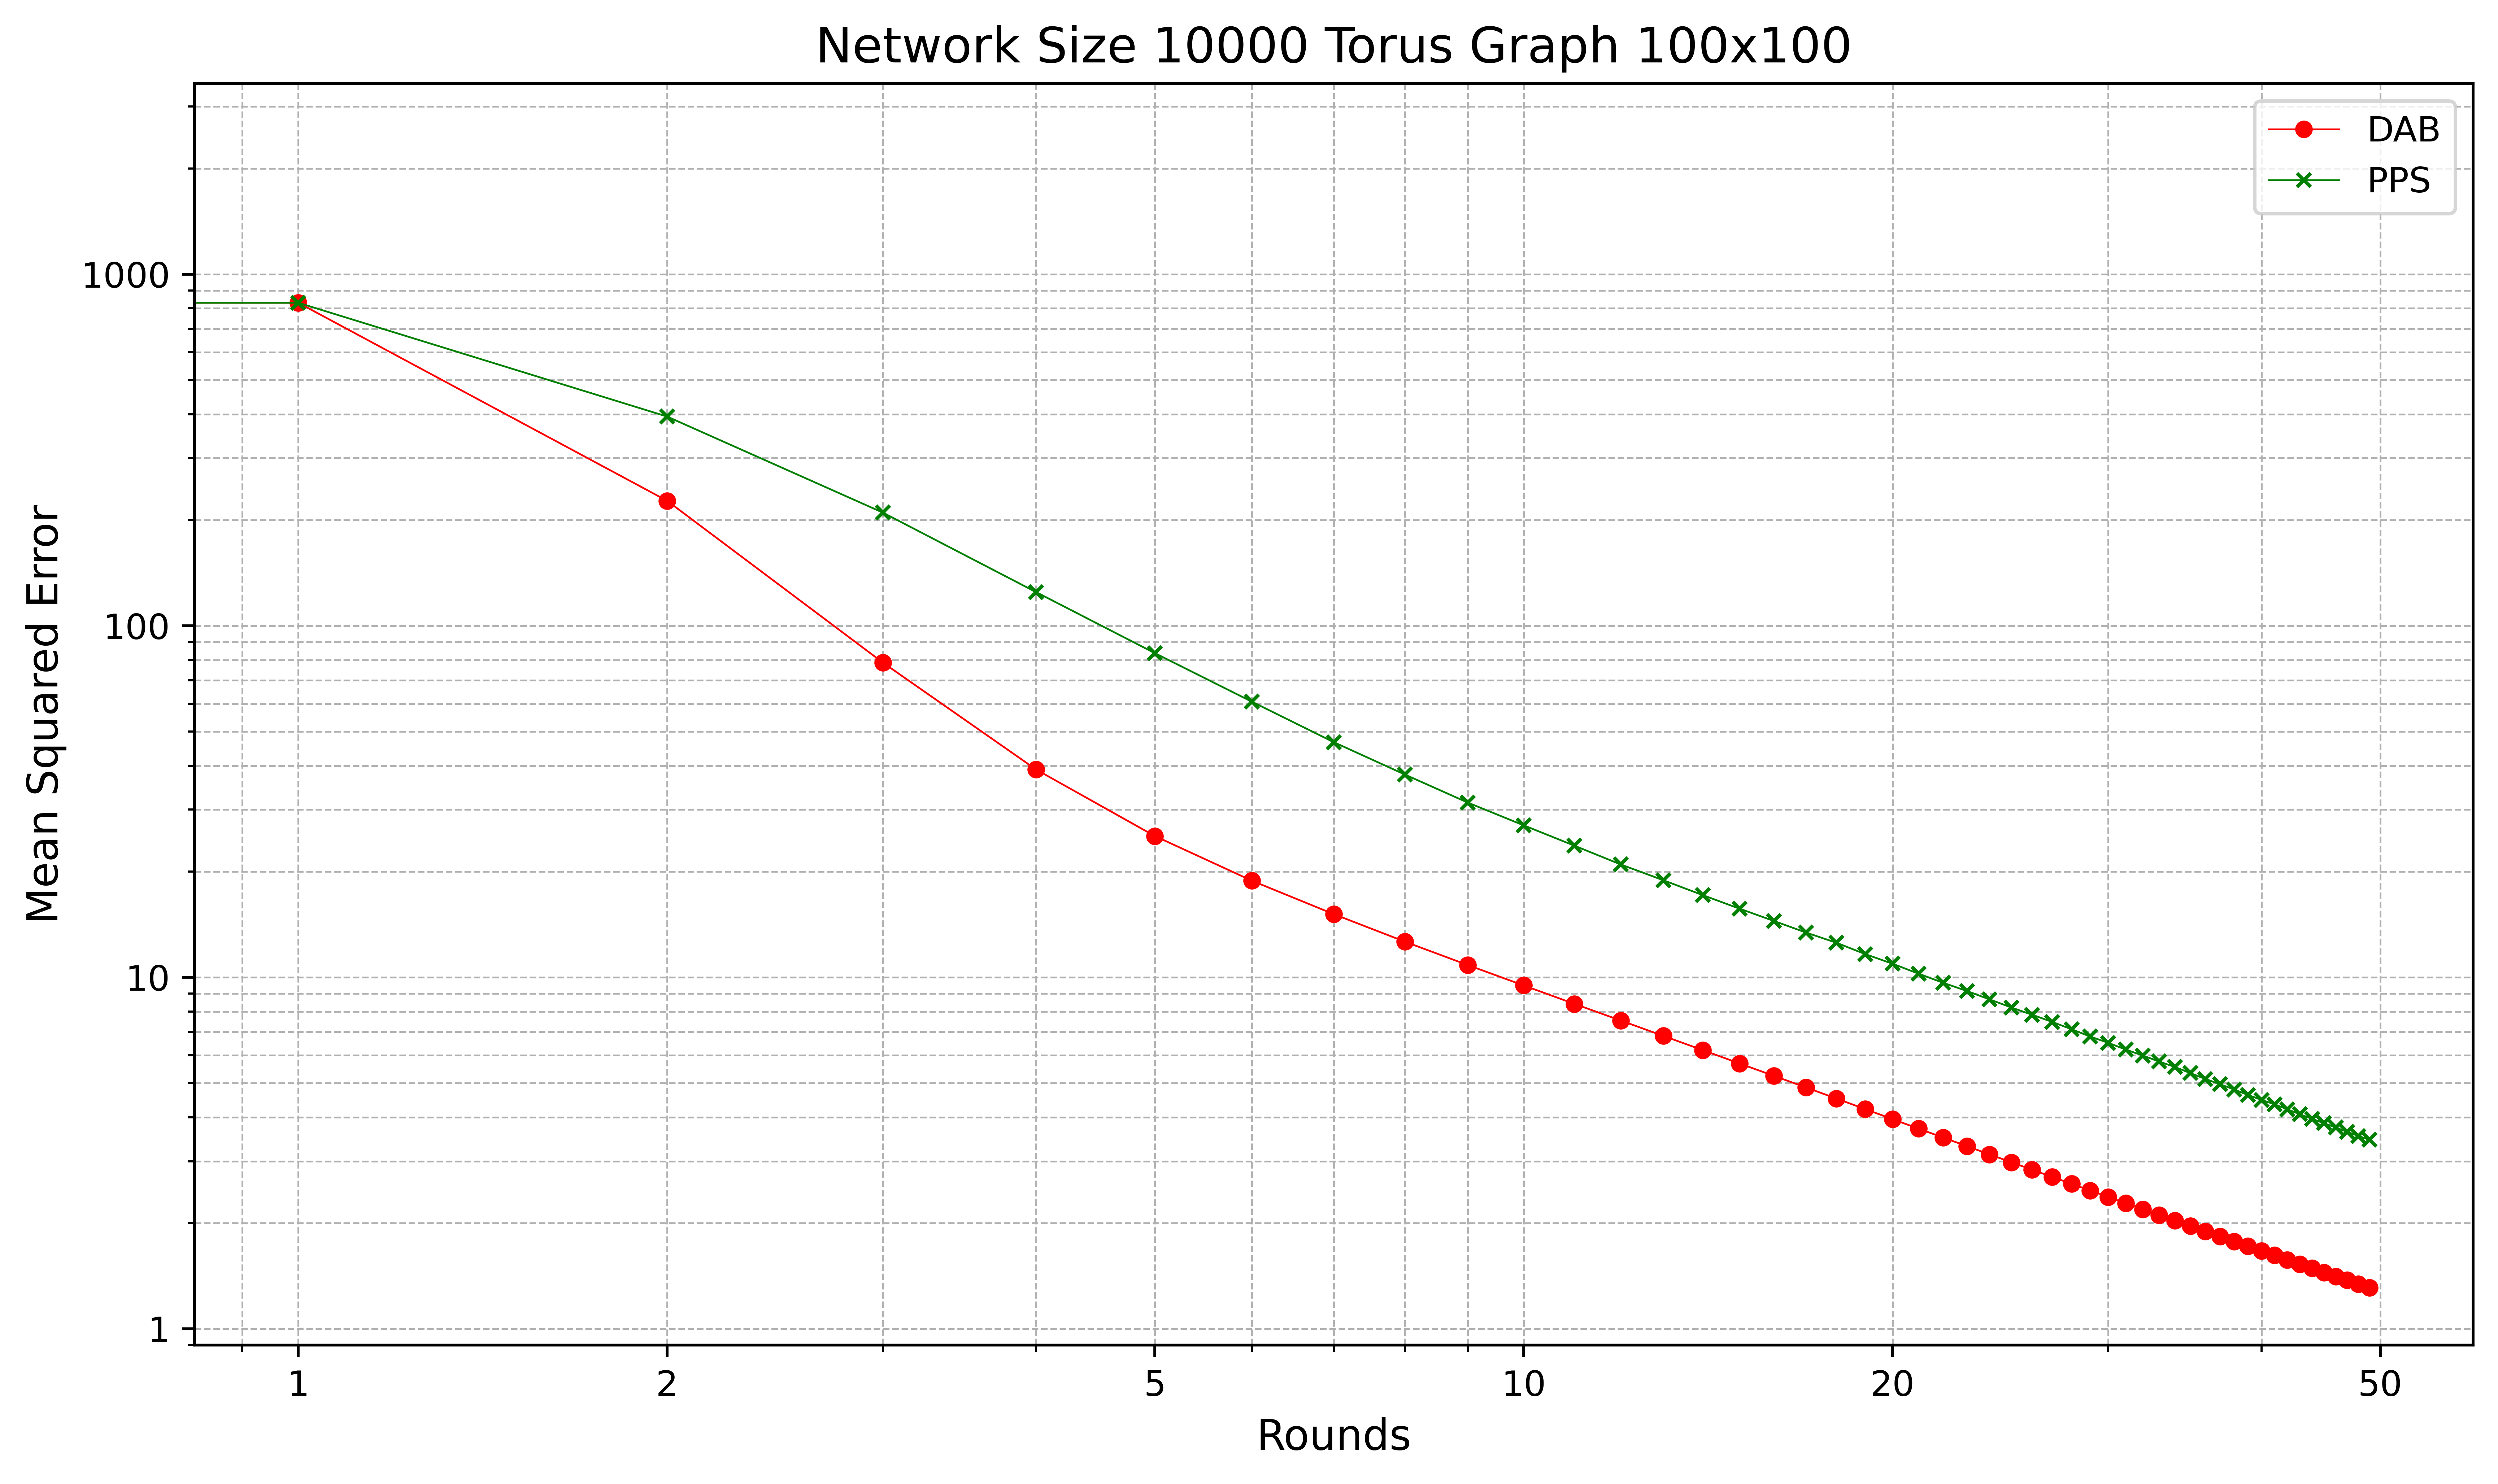 Network Size 10000 Torus Graph 100x100
DAB
PPS
Mean Squared Error
1000
100
10
1
1 2 5 10 20 50
Rounds